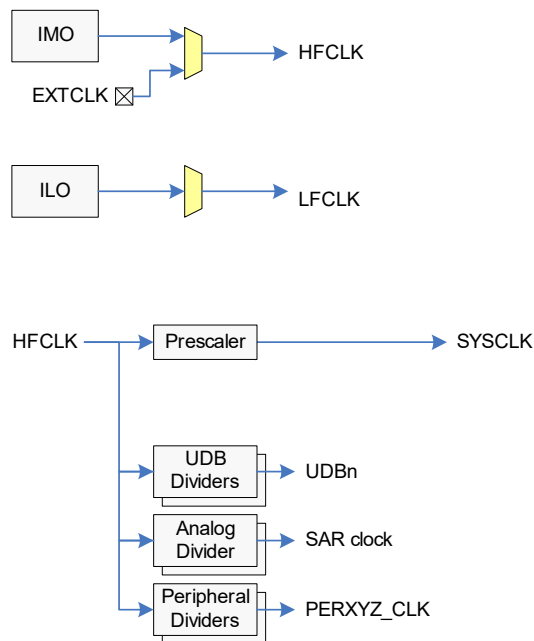 IMO
HFCLK
EXTCLK
ILO
LFCLK
HFCLK
Prescaler
SYSCLK
UDB
Dividers
UDBn
Analog
Divider
SAR clock
Peripheral
Dividers
PERXYZ_CLK